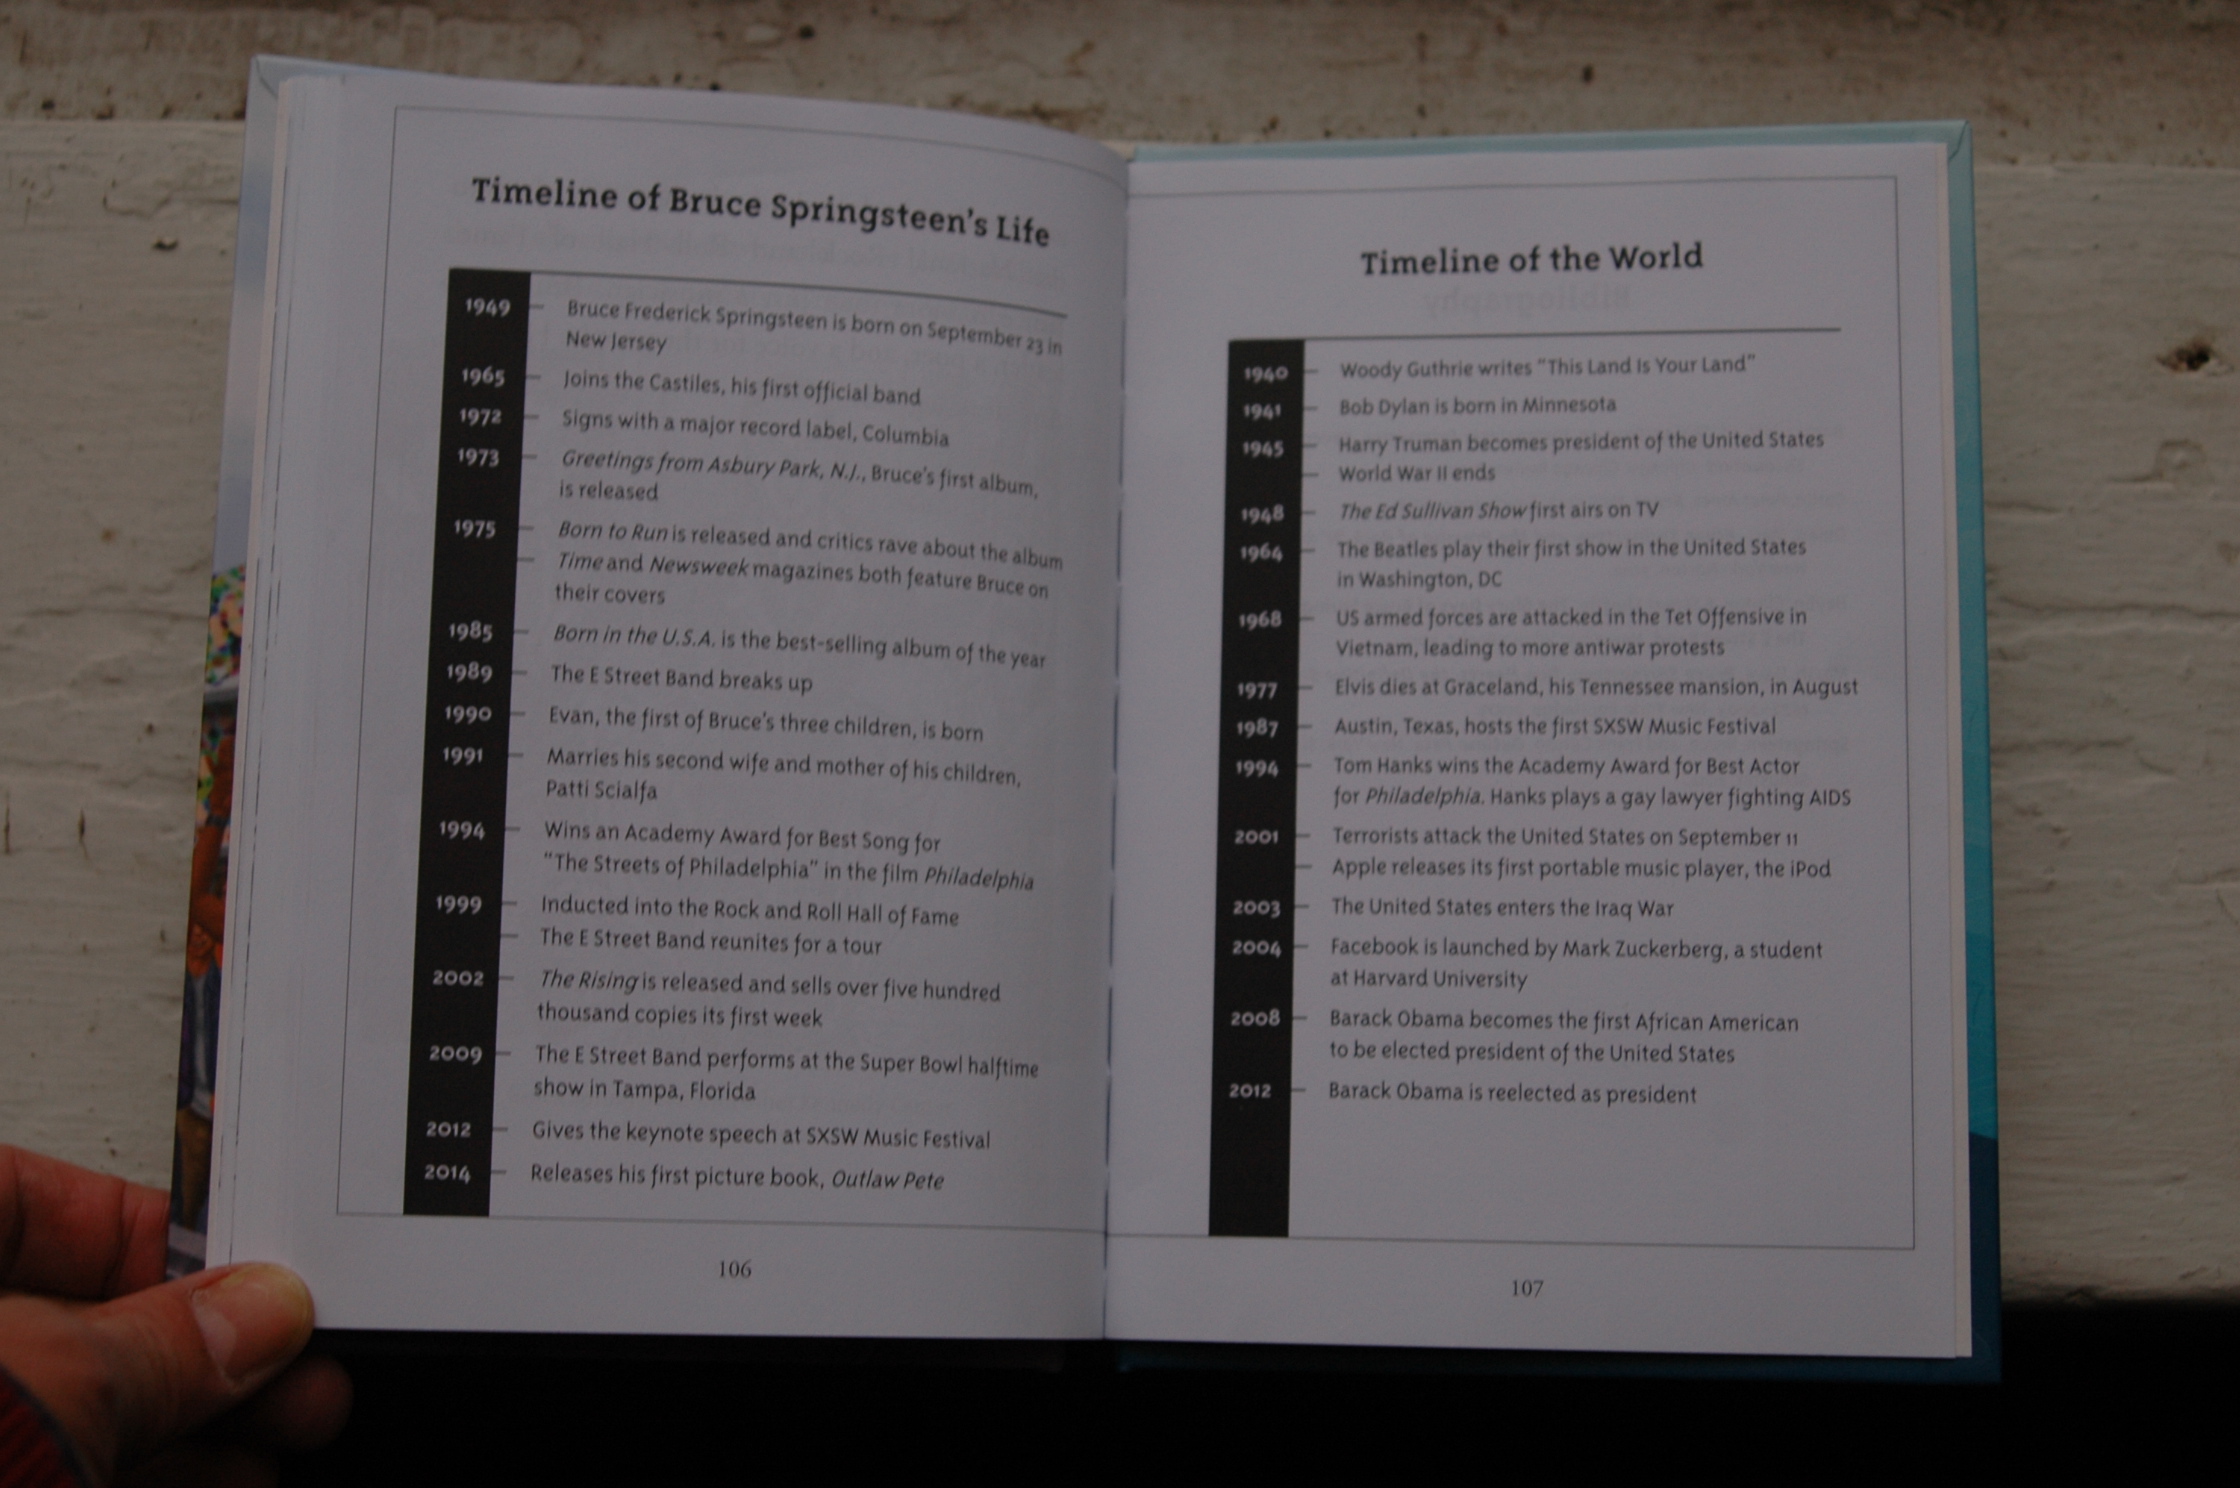 Timeline of Bruce Springsteen's Life
1949 Bruce Frederick Springsteen is born on September 23 in
New Jersey
1965 Joins the Castiles, his first official band
1972 Signs with a major record label, Columbia
1973 Greetings from Asbury Park, N.J., Bruce's first album,
is released
1975 Born to Run is released and critics rave about the album
Time and Newsweek magazines both feature Bruce on
their covers
1985 Born in the U.S.A. is the best-selling album of the year
1989 The E Street Band breaks up
1990 Evan, the first of Bruce's three children, is born
1991 Marries his second wife and mother of his children,
Patti Scialfa
1994 Wins an Academy Award for Best Song for
"The Streets of Philadelphia" in the film Philadelphia
1999 Inducted into the Rock and Roll Hall of Fame
The E Street Band reunites for a tour
2002 The Rising is released and sells over five hundred
thousand copies its first week
2009 The E Street Band performs at the Super Bowl halftime
show in Tampa, Florida
2012 Gives the keynote speech at SXSW Music Festival
2014 Releases his first picture book, Outlaw Pete
106
Timeline of the World
Bibliography
1940 Woody Guthrie writes "This Land Is Your Land"
1941 Bob Dylan is born in Minnesota
1945 Harry Truman becomes president of the United States
World War II ends
1948 The Ed Sullivan Show first airs on TV
1964 The Beatles play their first show in the United States
in Washington, DC
1968 US armed forces are attacked in the Tet Offensive in
Vietnam, leading to more antiwar protests
1977 Elvis dies at Graceland, his Tennessee mansion, in August
1987 Austin, Texas, hosts the first SXSW Music Festival
1994 Tom Hanks wins the Academy Award for Best Actor
for Philadelphia. Hanks plays a gay lawyer fighting AIDS
2001 Terrorists attack the United States on September 11
Apple releases its first portable music player, the iPod
2003 The United States enters the Iraq War
2004 Facebook is launched by Mark Zuckerberg, a student
at Harvard University
2008 Barack Obama becomes the first African American
to be elected president of the United States
2012 Barack Obama is reelected as president
107